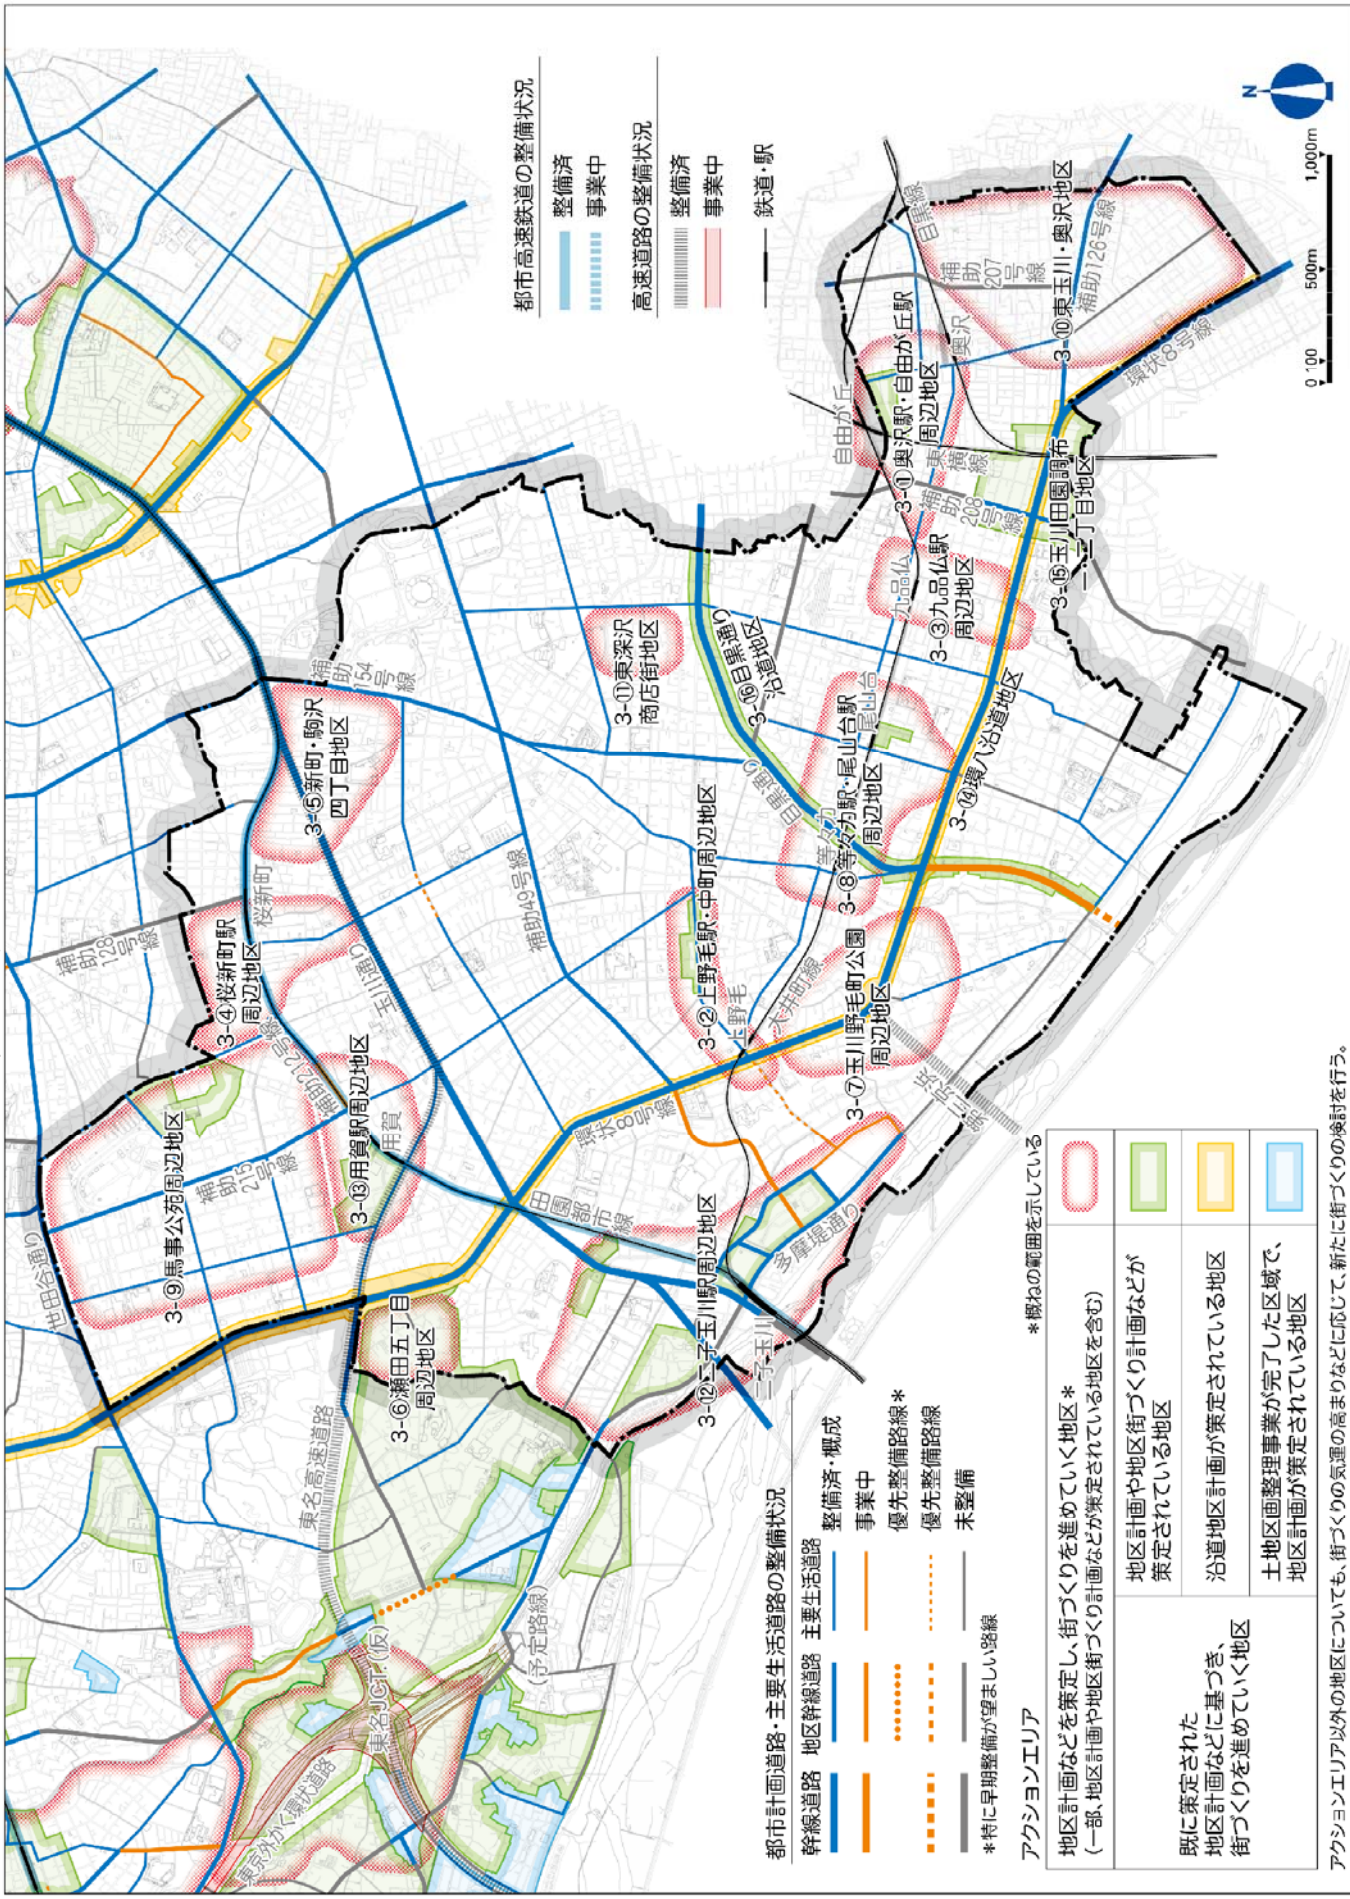 都市高速鉄道の整備状況
整備済
事業中
高速道路の整備状況
整備済
事業中
鉄道・駅
N
0 100
500m
1,000m
世田谷通り
3-⑨馬事公苑周辺地区
補助
215
号線
補助
128
号線
3-④桜新町駅
周辺地区
桜新町
補助212号線
3-⑬用賀駅周辺地区
用賀
玉川通り
3-⑤新町・駒沢
四丁目地区
補助
154
号線
補助49号線
3-⑪東深沢
商店街地区
3-⑯目黒通り
沿道地区
目黒通り
3-②上野毛駅・中町周辺地区
上野毛
大井町線
等々力
3-⑧等々力駅・尾山台駅
周辺地区
尾山台
3-③九品仏駅
周辺地区
九品仏
自由が丘
3-①奥沢駅・自由が丘駅
周辺地区
奥沢
東横線
補助
208
号線
目黒線
補助
207
号線
補助126号線
3-⑩東玉川・奥沢地区
環状8号線
3-⑮玉川田園調布
一・二丁目地区
3-⑭環八沿道地区
3-⑦玉川野毛町公園
周辺地区
第三京浜
環状8号線
田園都市線
3-⑫二子玉川駅周辺地区
多摩堤通り
二子玉川
3-⑥瀬田五丁目
周辺地区
東名高速道路
東名JCT.(仮)
東京外かく環状道路
(予定路線)
都市計画道路・主要生活道路の整備状況
幹線道路 地区幹線道路 主要生活道路
整備済・概成
事業中
優先整備路線*
優先整備路線
未整備
*特に早期整備が望ましい路線
アクションエリア
*概ねの範囲を示している
地区計画などを策定し、街づくりを進めていく地区*
(一部、地区計画や地区街づくり計画などが策定されている地区を含む)
既に策定された
地区計画などに基づき、
街づくりを進めていく地区
地区計画や地区街づくり計画などが
策定されている地区
沿道地区計画が策定されている地区
土地区画整理事業が完了した区域で、
地区計画が策定されている地区
アクションエリア以外の地区についても、街づくりの気運の高まりなどに応じて、新たに街づくりの検討を行う。